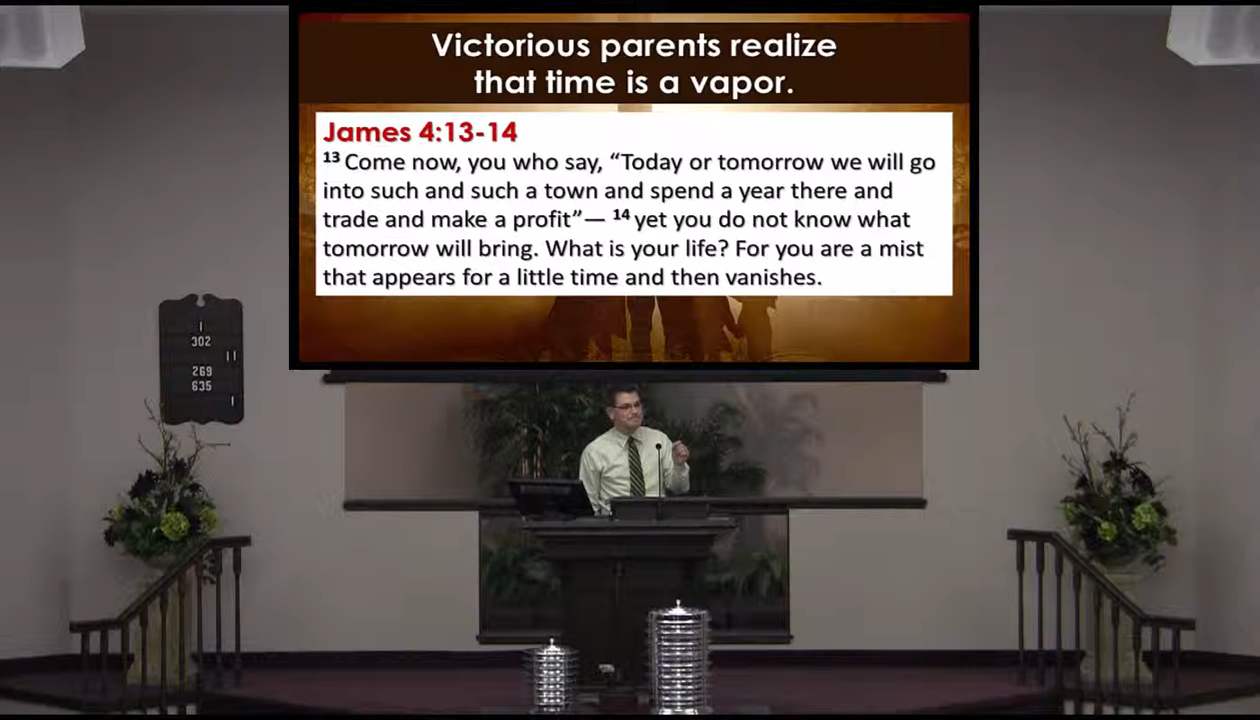 Victorious parents realize
that time is a vapor.
James 4:13-14
13 Come now, you who say, “Today or tomorrow we will go
into such and such a town and spend a year there and
trade and make a profit”— 14 yet you do not know what
tomorrow will bring. What is your life? For you are a mist
that appears for a little time and then vanishes.
I
302
II
269
635
I